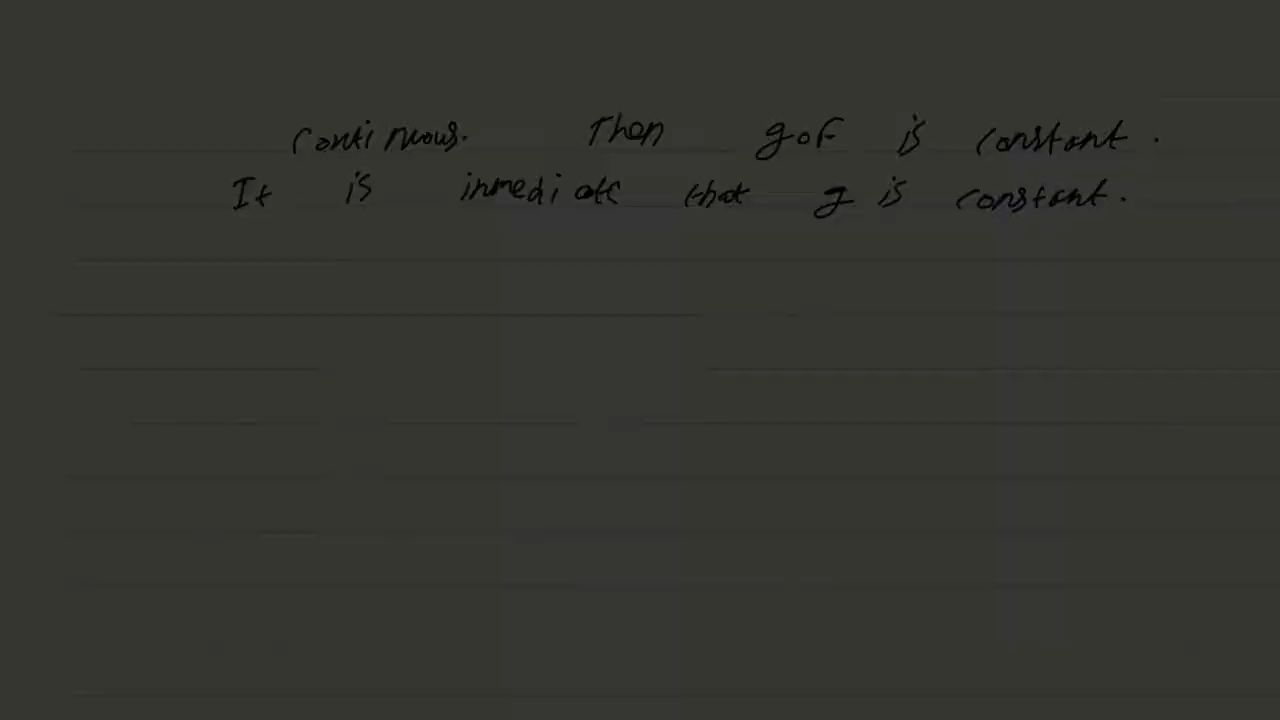 continuous. Then gof is constant.
It is immediate that g is constant.